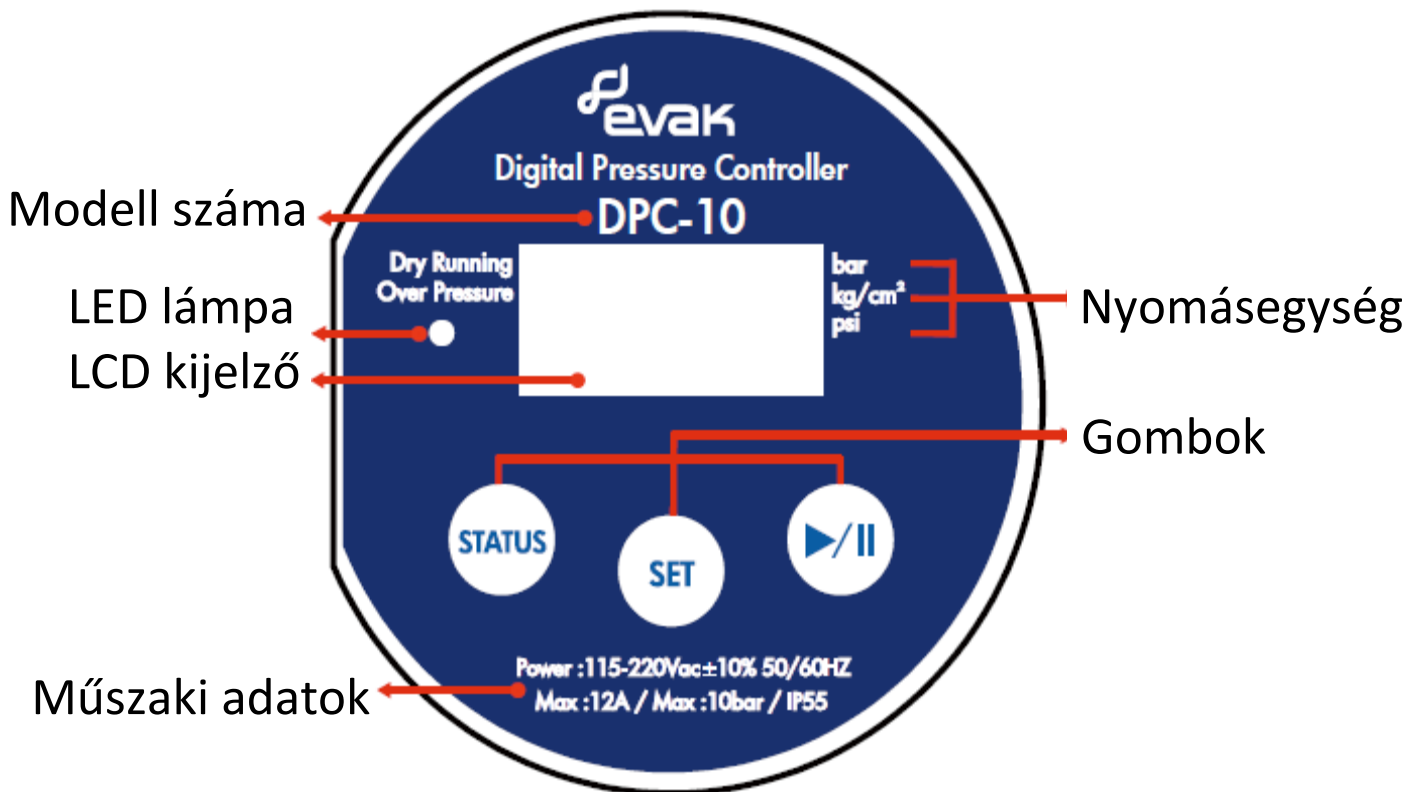 evak
Digital Pressure Controller
Modell száma
DPC-10
Dry Running
Over Pressure
bar
kg/cm²
psi
LED lámpa
Nyomásegység
LCD kijelző
Gombok
STATUS
SET
▶/II
Power :115-220Vac±10% 50/60HZ
Max :12A / Max :10bar / IP55
Műszaki adatok